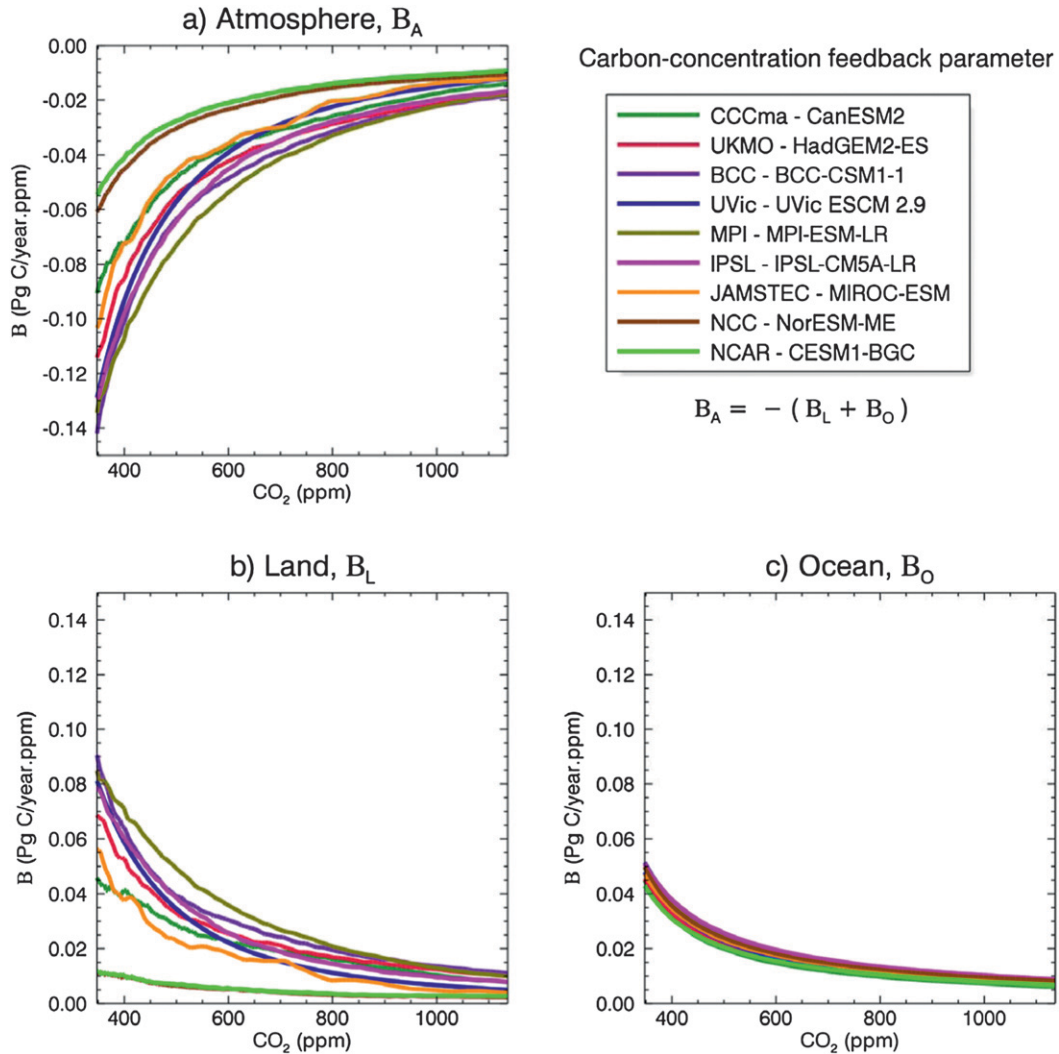 a) Atmosphere, B_A
0.00
-0.02
-0.04
-0.06
-0.08
-0.10
-0.12
-0.14
B (Pg C/year.ppm)
400 600 800 1000
CO₂ (ppm)
Carbon-concentration feedback parameter
CCCma - CanESM2
UKMO - HadGEM2-ES
BCC - BCC-CSM1-1
UVic - UVic ESCM 2.9
MPI - MPI-ESM-LR
IPSL - IPSL-CM5A-LR
JAMSTEC - MIROC-ESM
NCC - NorESM-ME
NCAR - CESM1-BGC
B_A = - ( B_L + B_O )
b) Land, B_L
0.14
0.12
0.10
0.08
0.06
0.04
0.02
0.00
B (Pg C/year.ppm)
400 600 800 1000
CO₂ (ppm)
c) Ocean, B_O
0.14
0.12
0.10
0.08
0.06
0.04
0.02
0.00
B (Pg C/year.ppm)
400 600 800 1000
CO₂ (ppm)